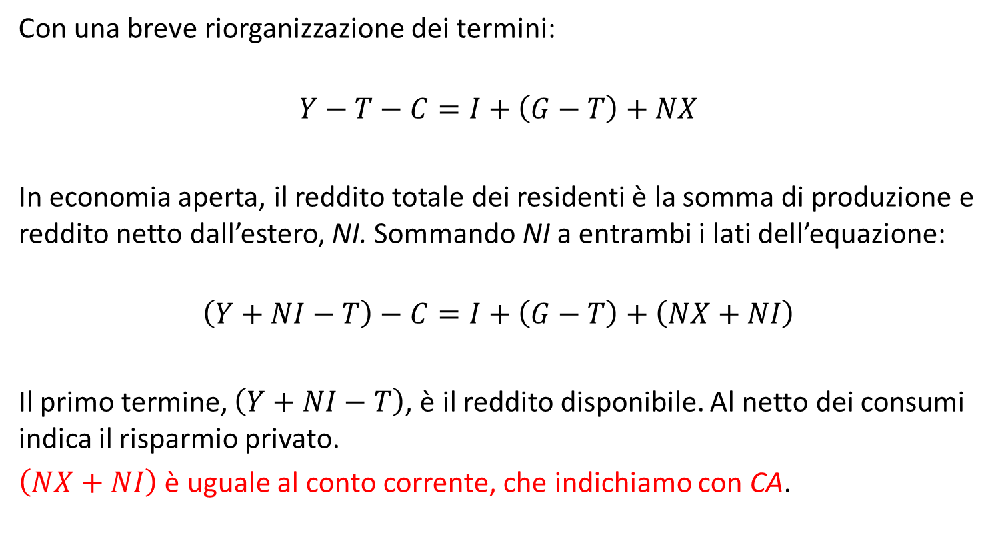 Con una breve riorganizzazione dei termini:
Y − T − C = I + (G − T) + NX
In economia aperta, il reddito totale dei residenti è la somma di produzione e
reddito netto dall’estero, NI. Sommando NI a entrambi i lati dell’equazione:
(Y + NI − T) − C = I + (G − T) + (NX + NI)
Il primo termine, (Y + NI − T), è il reddito disponibile. Al netto dei consumi
indica il risparmio privato.
(NX + NI) è uguale al conto corrente, che indichiamo con CA.